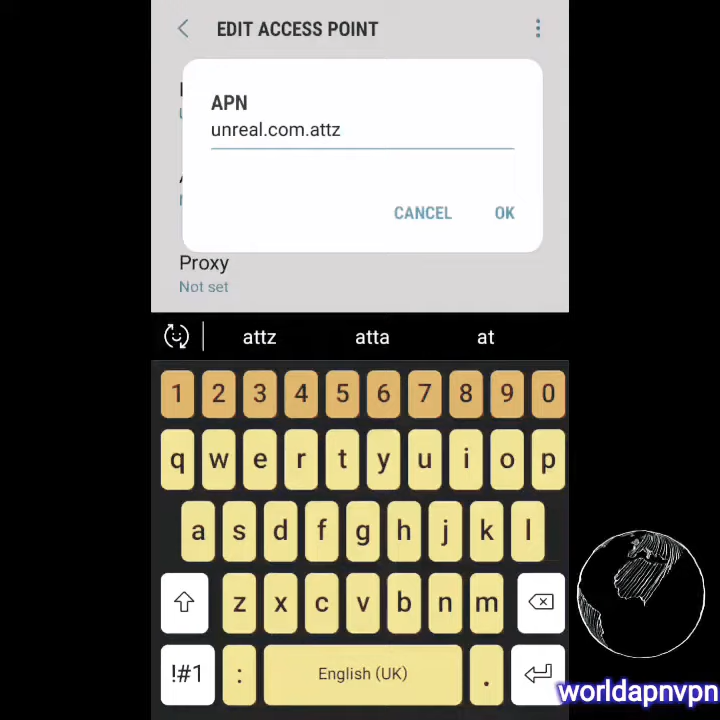 EDIT ACCESS POINT
APN
unreal.com.attz
CANCEL OK
Proxy
Not set
attz atta at
1 2 3 4 5 6 7 8 9 0
q w e r t y u i o p
a s d f g h j k l
z x c v b n m
!#1 : English (UK) .
worldapnvpn